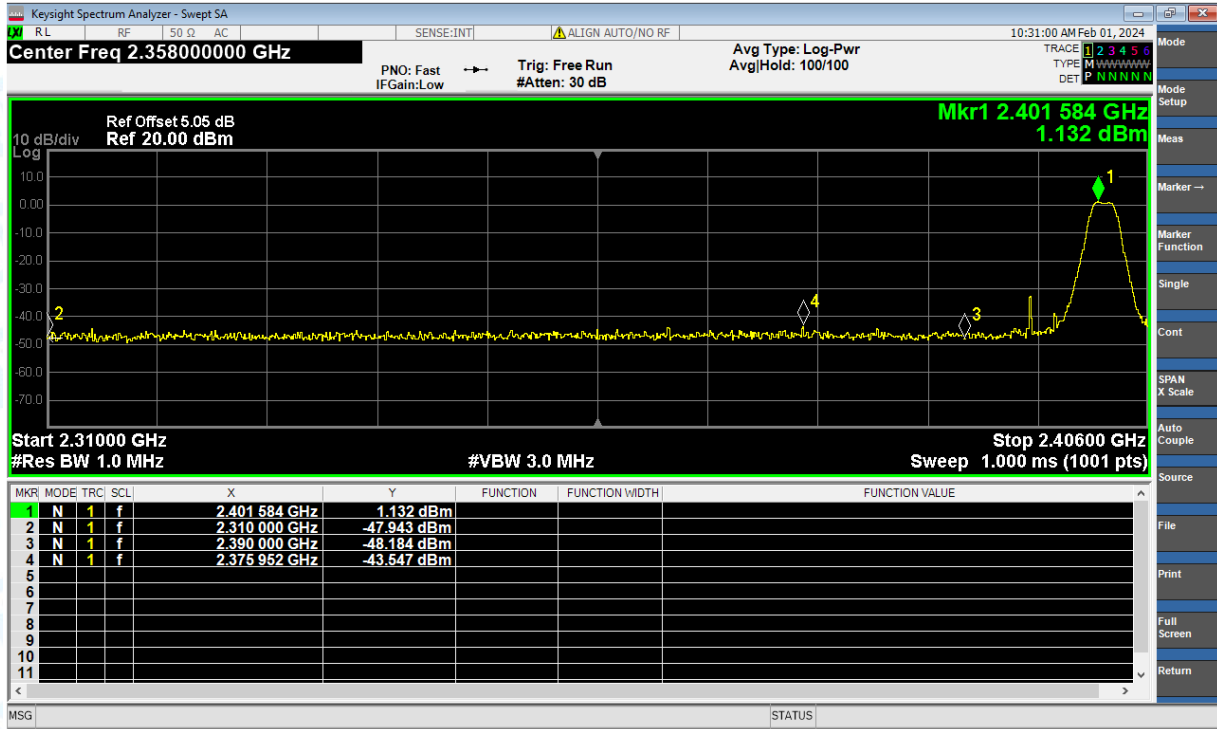 Keysight Spectrum Analyzer - Swept SA
LXI RL RF 50 Ω AC SENSE:INT ALIGN AUTO/NO RF 10:31:00 AM Feb 01, 2024
Center Freq 2.358000000 GHz
PNO: Fast
IFGain:Low
Trig: Free Run
#Atten: 30 dB
Avg Type: Log-Pwr
Avg|Hold: 100/100
TRACE 1 2 3 4 5 6
TYPE M WWWWW
DET P N N N N N
Mkr1 2.401 584 GHz
1.132 dBm
Ref Offset 5.05 dB
10 dB/div Ref 20.00 dBm
Log
10.0
0.00
-10.0
-20.0
-30.0
-40.0
-50.0
-60.0
-70.0
1
2
4
3
Start 2.31000 GHz Stop 2.40600 GHz
#Res BW 1.0 MHz #VBW 3.0 MHz Sweep 1.000 ms (1001 pts)
MKR MODE TRC SCL X Y FUNCTION FUNCTION WIDTH FUNCTION VALUE
1 N 1 f 2.401 584 GHz 1.132 dBm
2 N 1 f 2.310 000 GHz -47.943 dBm
3 N 1 f 2.390 000 GHz -48.184 dBm
4 N 1 f 2.375 952 GHz -43.547 dBm
5
6
7
8
9
10
11
MSG STATUS
Mode
Mode
Setup
Meas
Marker →
Marker
Function
Single
Cont
SPAN
X Scale
Auto
Couple
Source
File
Print
Full
Screen
Return